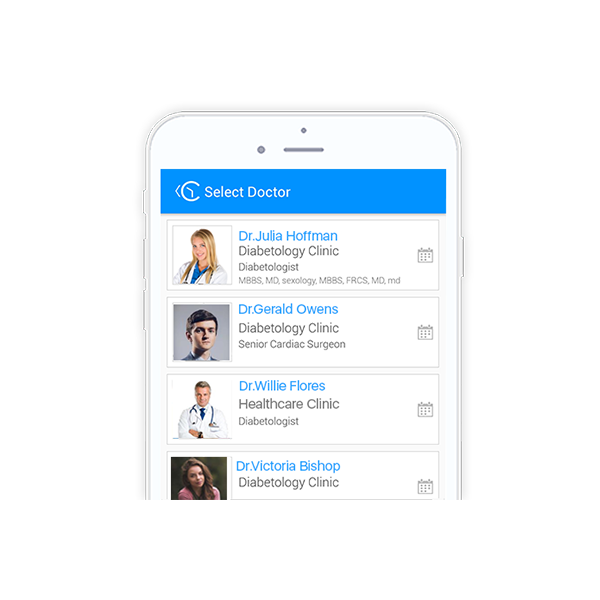 Select Doctor
Dr.Julia Hoffman
Diabetology Clinic
Diabetologist
MBBS, MD, sexology, MBBS, FRCS, MD, md
Dr.Gerald Owens
Diabetology Clinic
Senior Cardiac Surgeon
Dr.Willie Flores
Healthcare Clinic
Diabetologist
Dr.Victoria Bishop
Diabetology Clinic